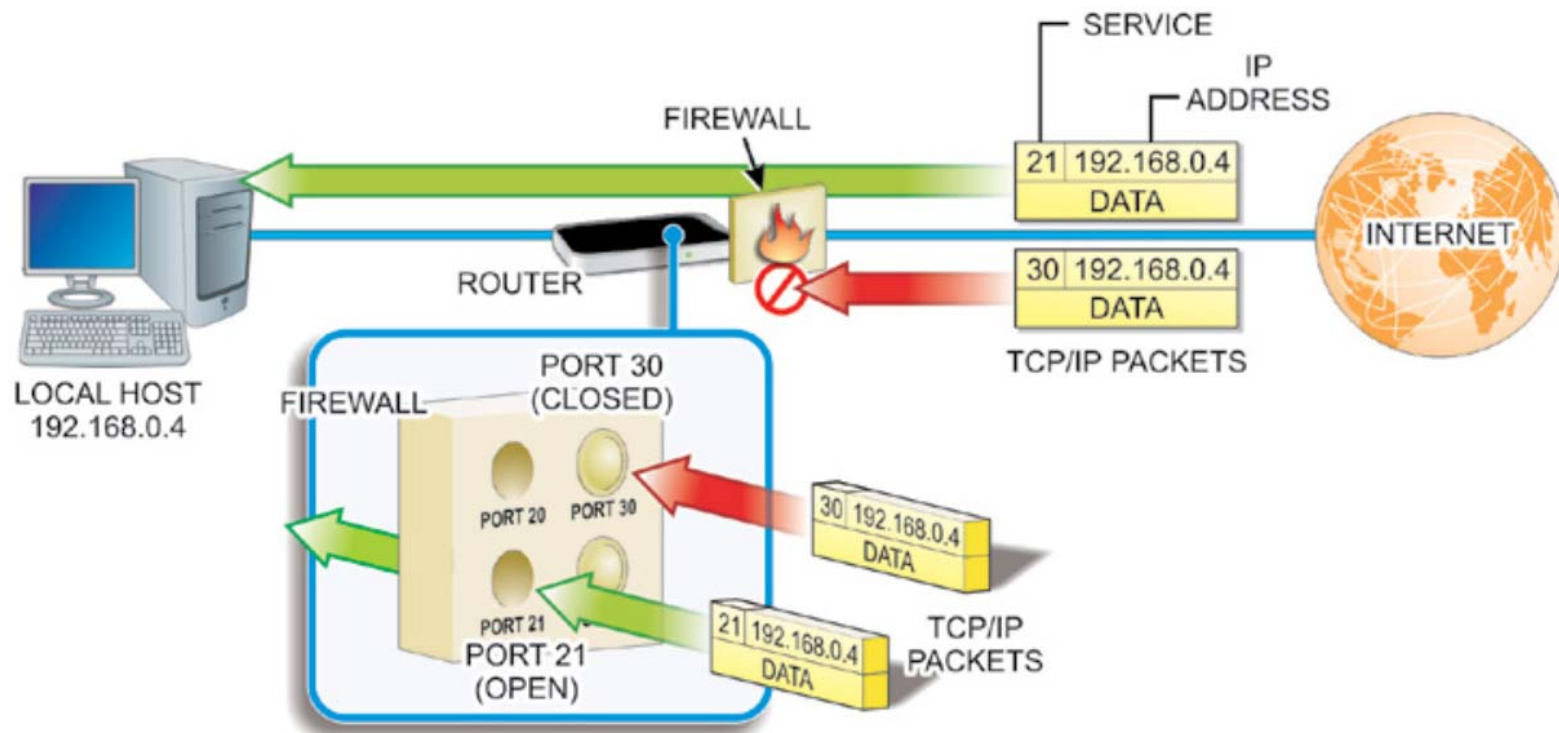 SERVICE
IP
ADDRESS
FIREWALL
21 192.168.0.4
DATA
INTERNET
ROUTER
30 192.168.0.4
DATA
TCP/IP PACKETS
LOCAL HOST
192.168.0.4
FIREWALL
PORT 30
(CLOSED)
PORT 20
PORT 30
30 192.168.0.4
DATA
PORT 21
PORT 21
(OPEN)
21 192.168.0.4
DATA
TCP/IP
PACKETS